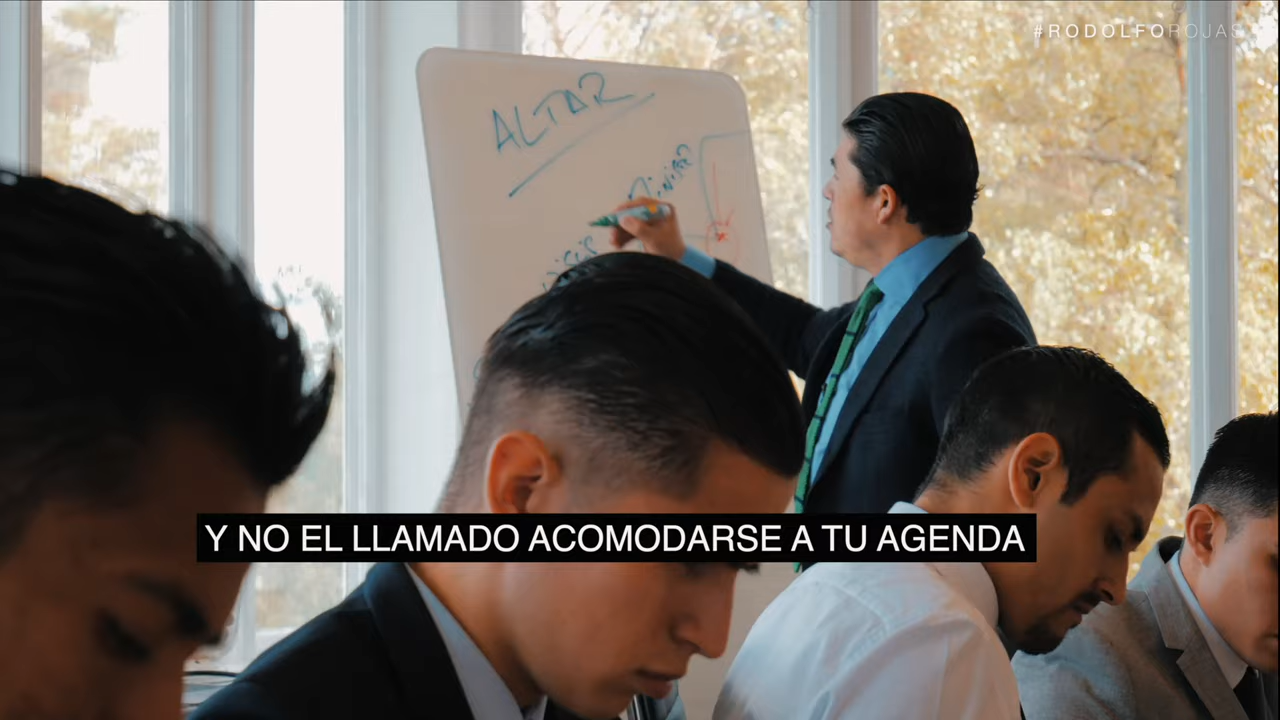 #RODOLFOROJAS
ALTAR
Y NO EL LLAMADO ACOMODARSE A TU AGENDA